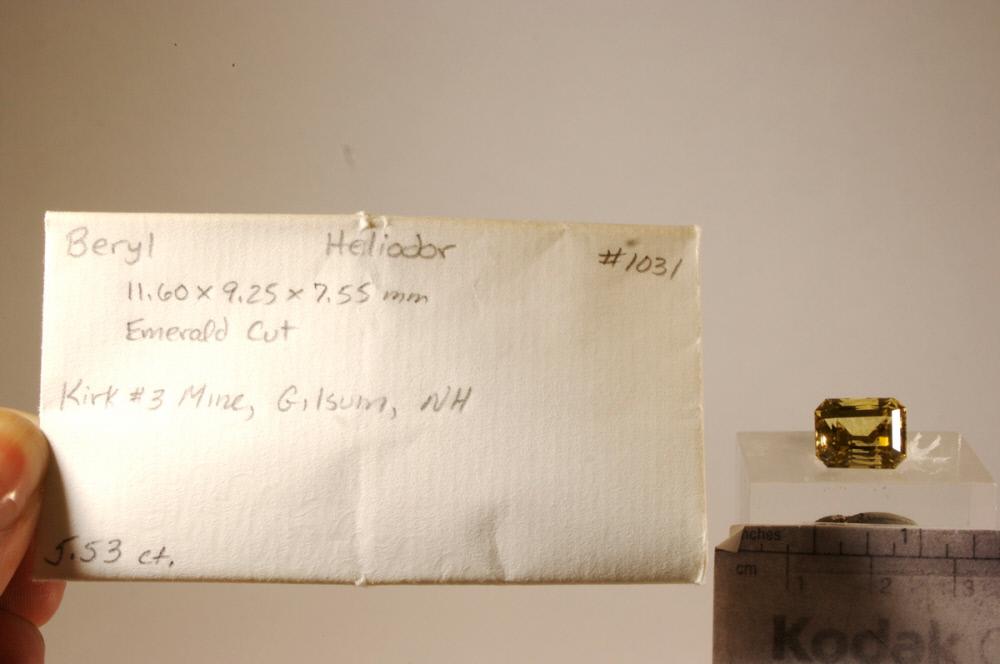 Beryl Heliodor #1031
11.60 x 9.25 x 7.55 mm
Emerald Cut
Kirk #3 Mine, Gilsum, NH
5.53 ct.
inches 1
cm 1 2 3
Kodak